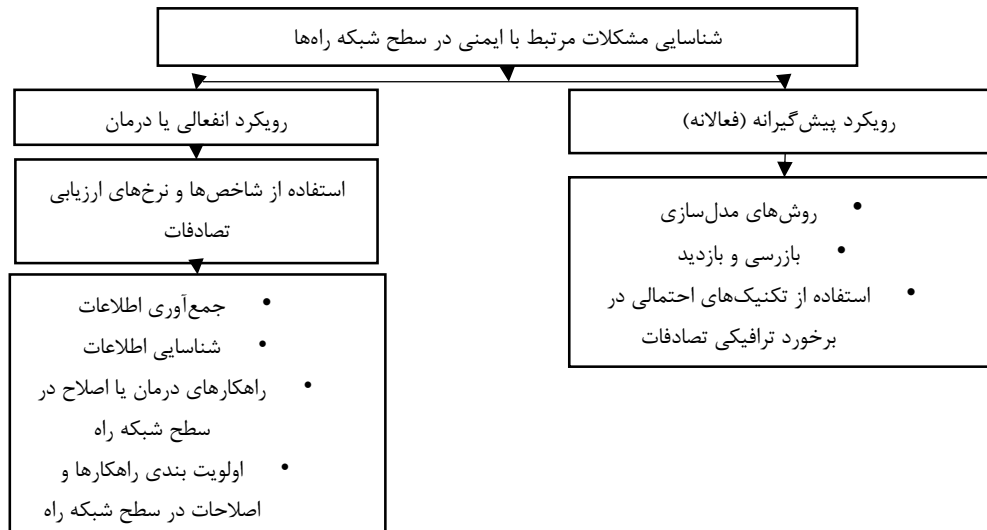 شناسایی مشکلات مرتبط با ایمنی در سطح شبکه راه‌ها
رویکرد پیش‌گیرانه (فعالانه)
• روش‌های مدل‌سازی
• بازرسی و بازدید
• استفاده از تکنیک‌های احتمالی در
برخورد ترافیکی تصادفات
رویکرد انفعالی یا درمان
استفاده از شاخص‌ها و نرخ‌های ارزیابی
تصادفات
• جمع‌آوری اطلاعات
• شناسایی اطلاعات
• راهکارهای درمان یا اصلاح در
سطح شبکه راه
• اولویت بندی راهکارها و
اصلاحات در سطح شبکه راه